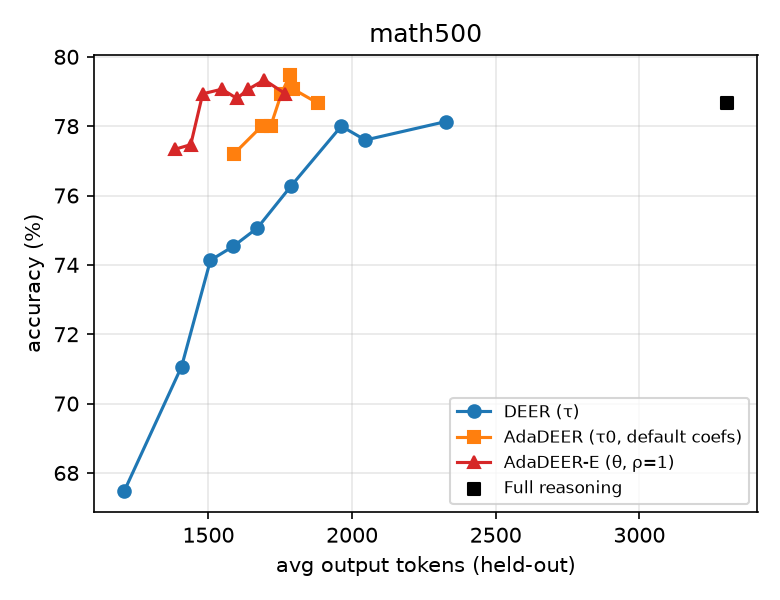 math500
accuracy (%)
80
78
76
74
72
70
68
DEER (τ)
AdaDEER (τ0, default coefs)
AdaDEER-E (θ, ρ=1)
Full reasoning
1500
2000
2500
3000
avg output tokens (held-out)